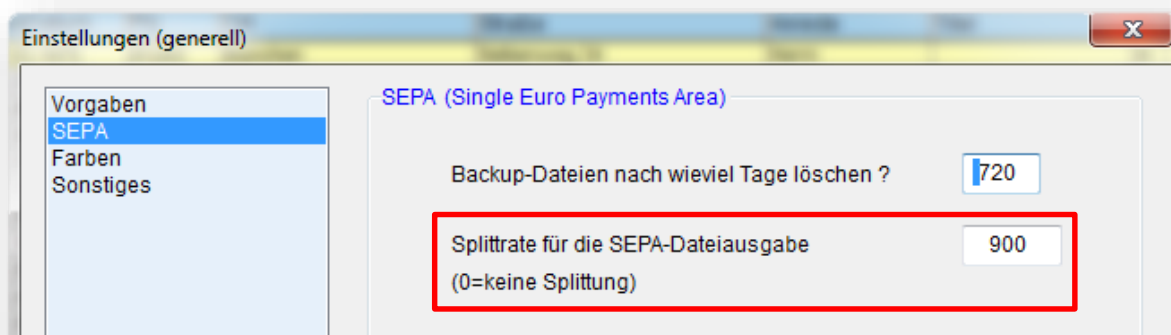 Einstellungen (generell)
Vorgaben
SEPA
Farben
Sonstiges
SEPA (Single Euro Payments Area)
Backup-Dateien nach wieviel Tage löschen ?
720
Splittrate für die SEPA-Dateiausgabe
900
(0=keine Splittung)